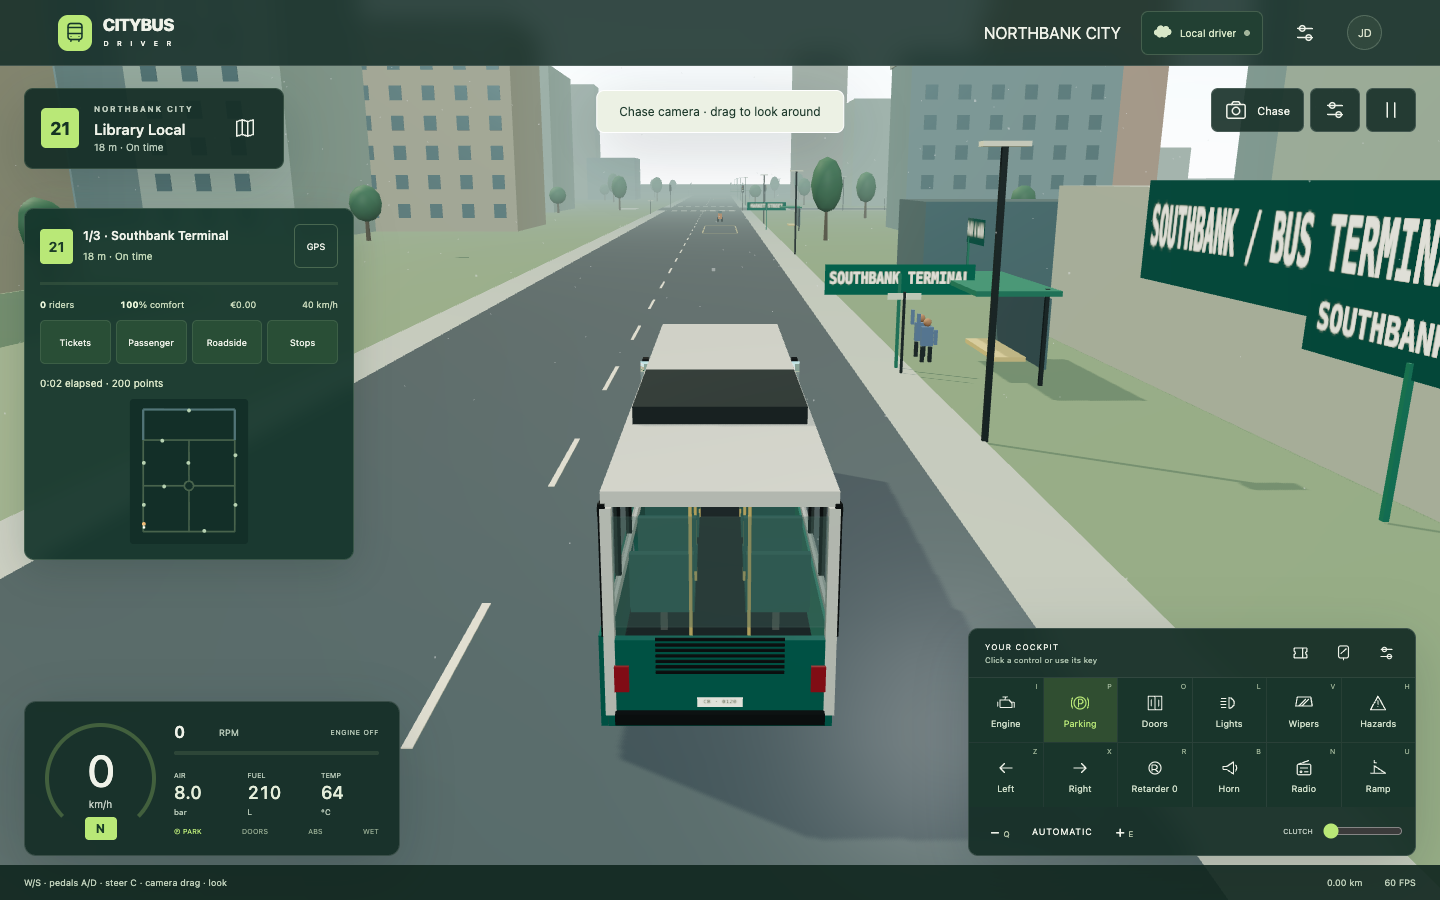 CITYBUS
DRIVER
NORTHBANK CITY
Local driver
JD
21
NORTHBANK CITY
Library Local
18 m · On time
Chase camera · drag to look around
Chase
21
1/3 · Southbank Terminal
18 m · On time
GPS
0 riders
100% comfort
€0.00
40 km/h
Tickets
Passenger
Roadside
Stops
0:02 elapsed · 200 points
SOUTHBANK TERMINAL
SOUTHBANK / BUS TERMIN
SOUTHBANK
0
km/h
N
0 RPM
ENGINE OFF
AIR
8.0
bar
FUEL
210
L
TEMP
64
°C
PARK
DOORS
ABS
WET
YOUR COCKPIT
Click a control or use its key
I
Engine
P
Parking
O
Doors
L
Lights
V
Wipers
H
Hazards
Z
Left
X
Right
R
Retarder 0
B
Horn
N
Radio
U
Ramp
− Q
AUTOMATIC
+ E
CLUTCH
W/S · pedals A/D · steer C · camera drag · look
0.00 km
60 FPS